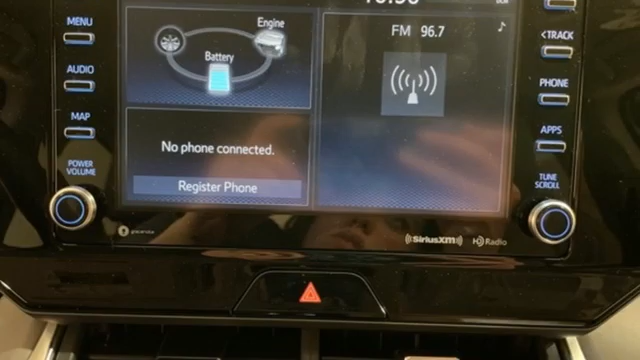 MENU
AUDIO
MAP
POWER
VOLUME
Engine
Battery
No phone connected.
Register Phone
FM 96.7
<TRACK
PHONE
APPS
TUNE
SCROLL
SiriusXM
HD Radio